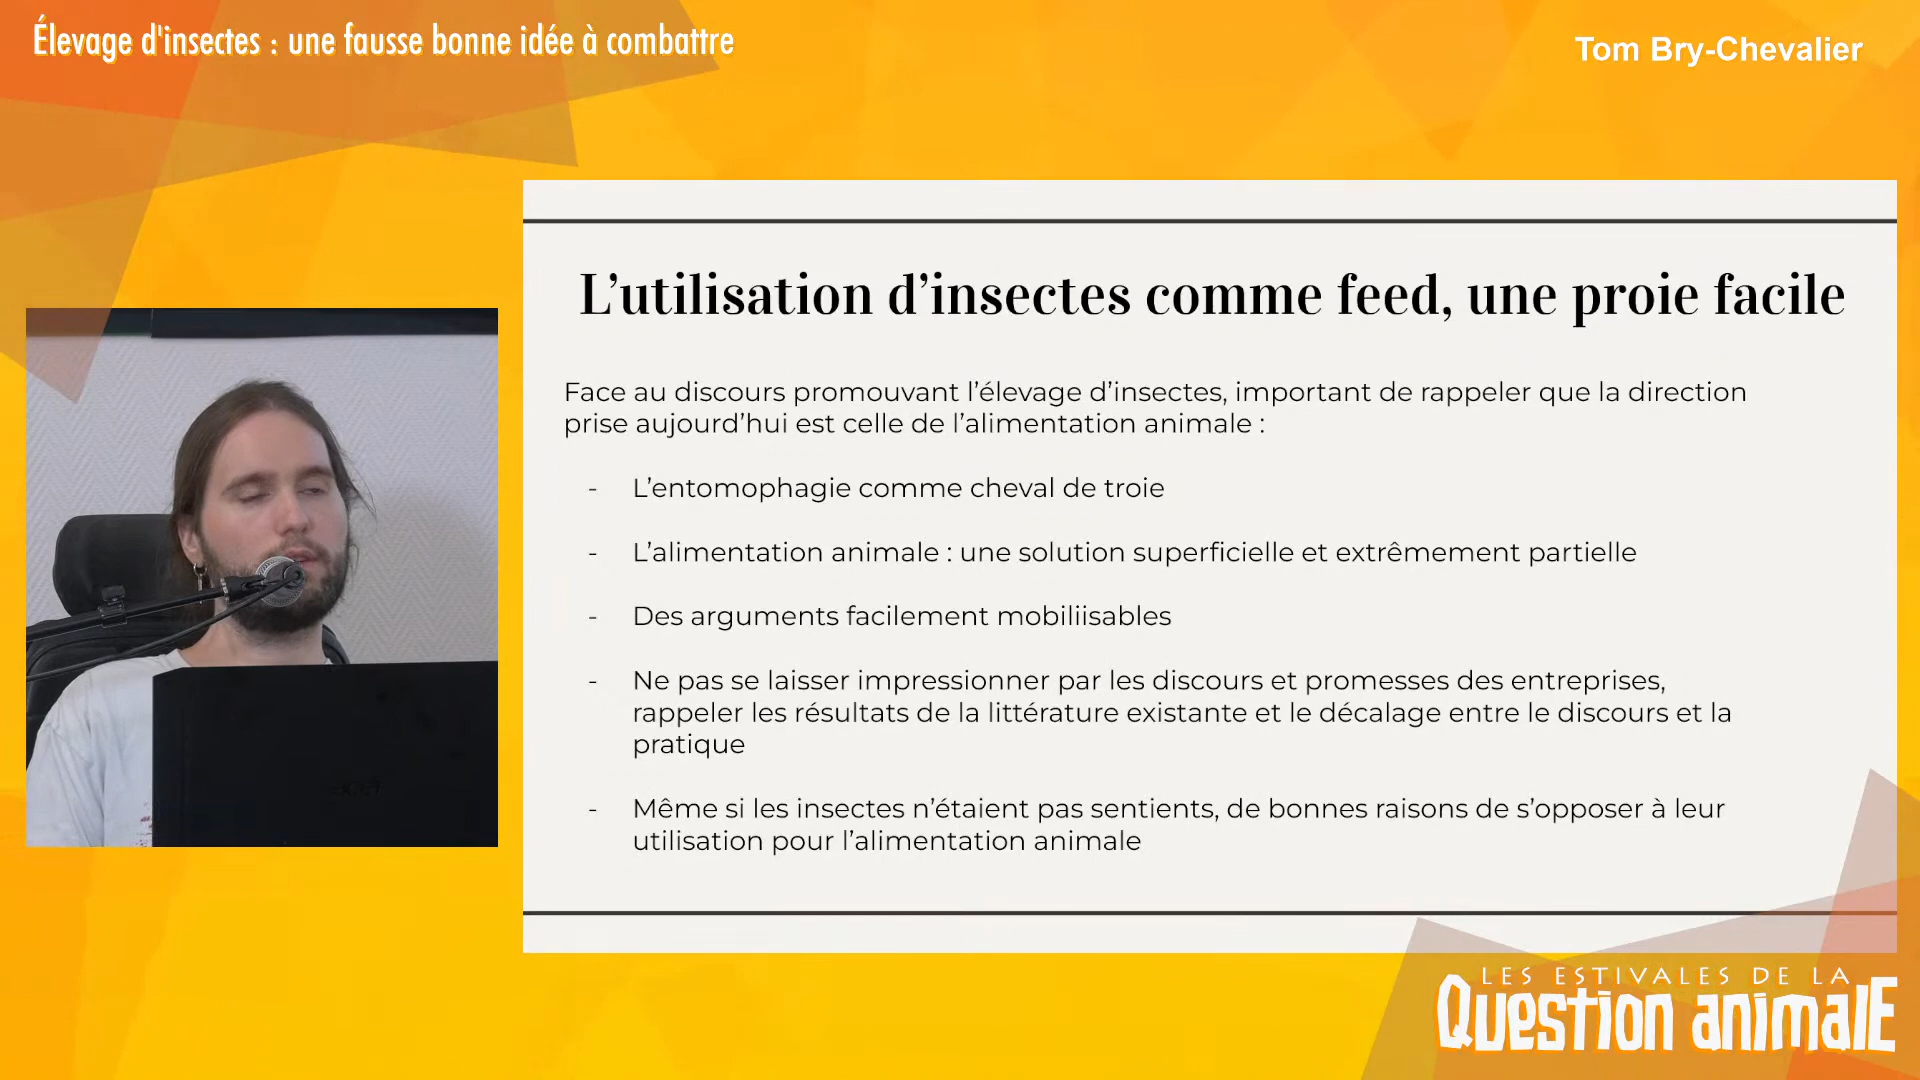 Élevage d'insectes : une fausse bonne idée à combattre
Tom Bry-Chevalier
L’utilisation d’insectes comme feed, une proie facile
Face au discours promouvant l’élevage d’insectes, important de rappeler que la direction
prise aujourd’hui est celle de l’alimentation animale :
- L’entomophagie comme cheval de troie
- L’alimentation animale : une solution superficielle et extrêmement partielle
- Des arguments facilement mobiliisables
- Ne pas se laisser impressionner par les discours et promesses des entreprises,
rappeler les résultats de la littérature existante et le décalage entre le discours et la
pratique
- Même si les insectes n’étaient pas sentients, de bonnes raisons de s’opposer à leur
utilisation pour l’alimentation animale
LES ESTIVALES DE LA
QUESTION ANIMALE